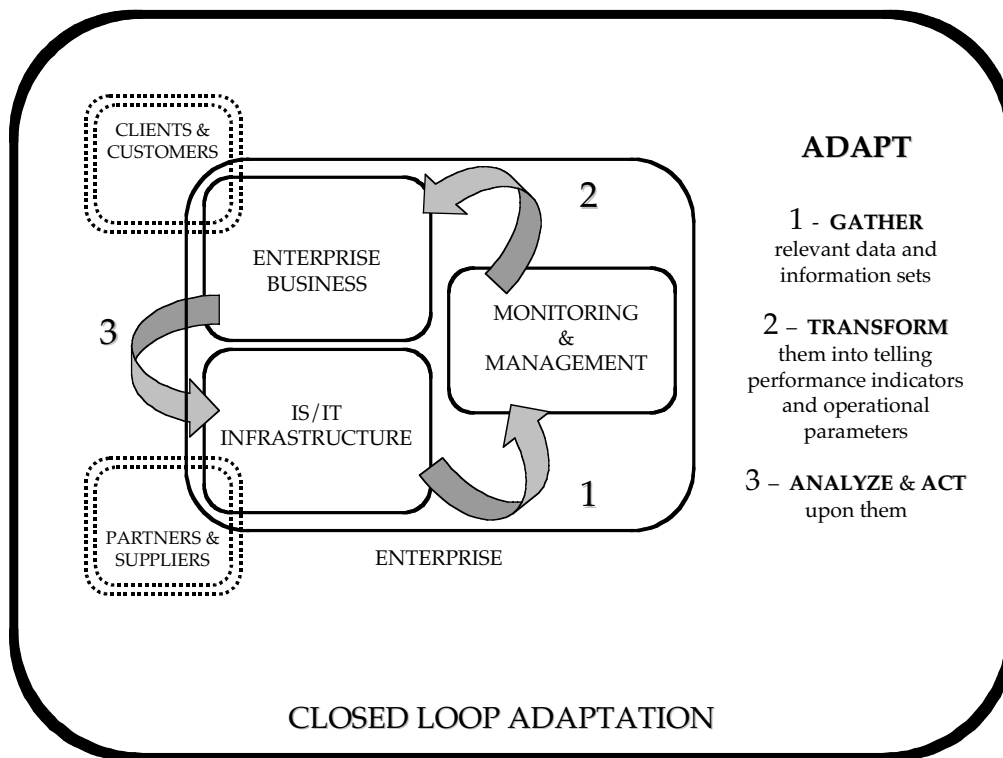 CLIENTS &
CUSTOMERS
ADAPT
2
1 - GATHER
relevant data and
information sets
ENTERPRISE
BUSINESS
MONITORING
&
MANAGEMENT
3
2 – TRANSFORM
them into telling
performance indicators
and operational
parameters
IS/IT
INFRASTRUCTURE
1
3 – ANALYZE & ACT
upon them
PARTNERS &
SUPPLIERS
ENTERPRISE
CLOSED LOOP ADAPTATION